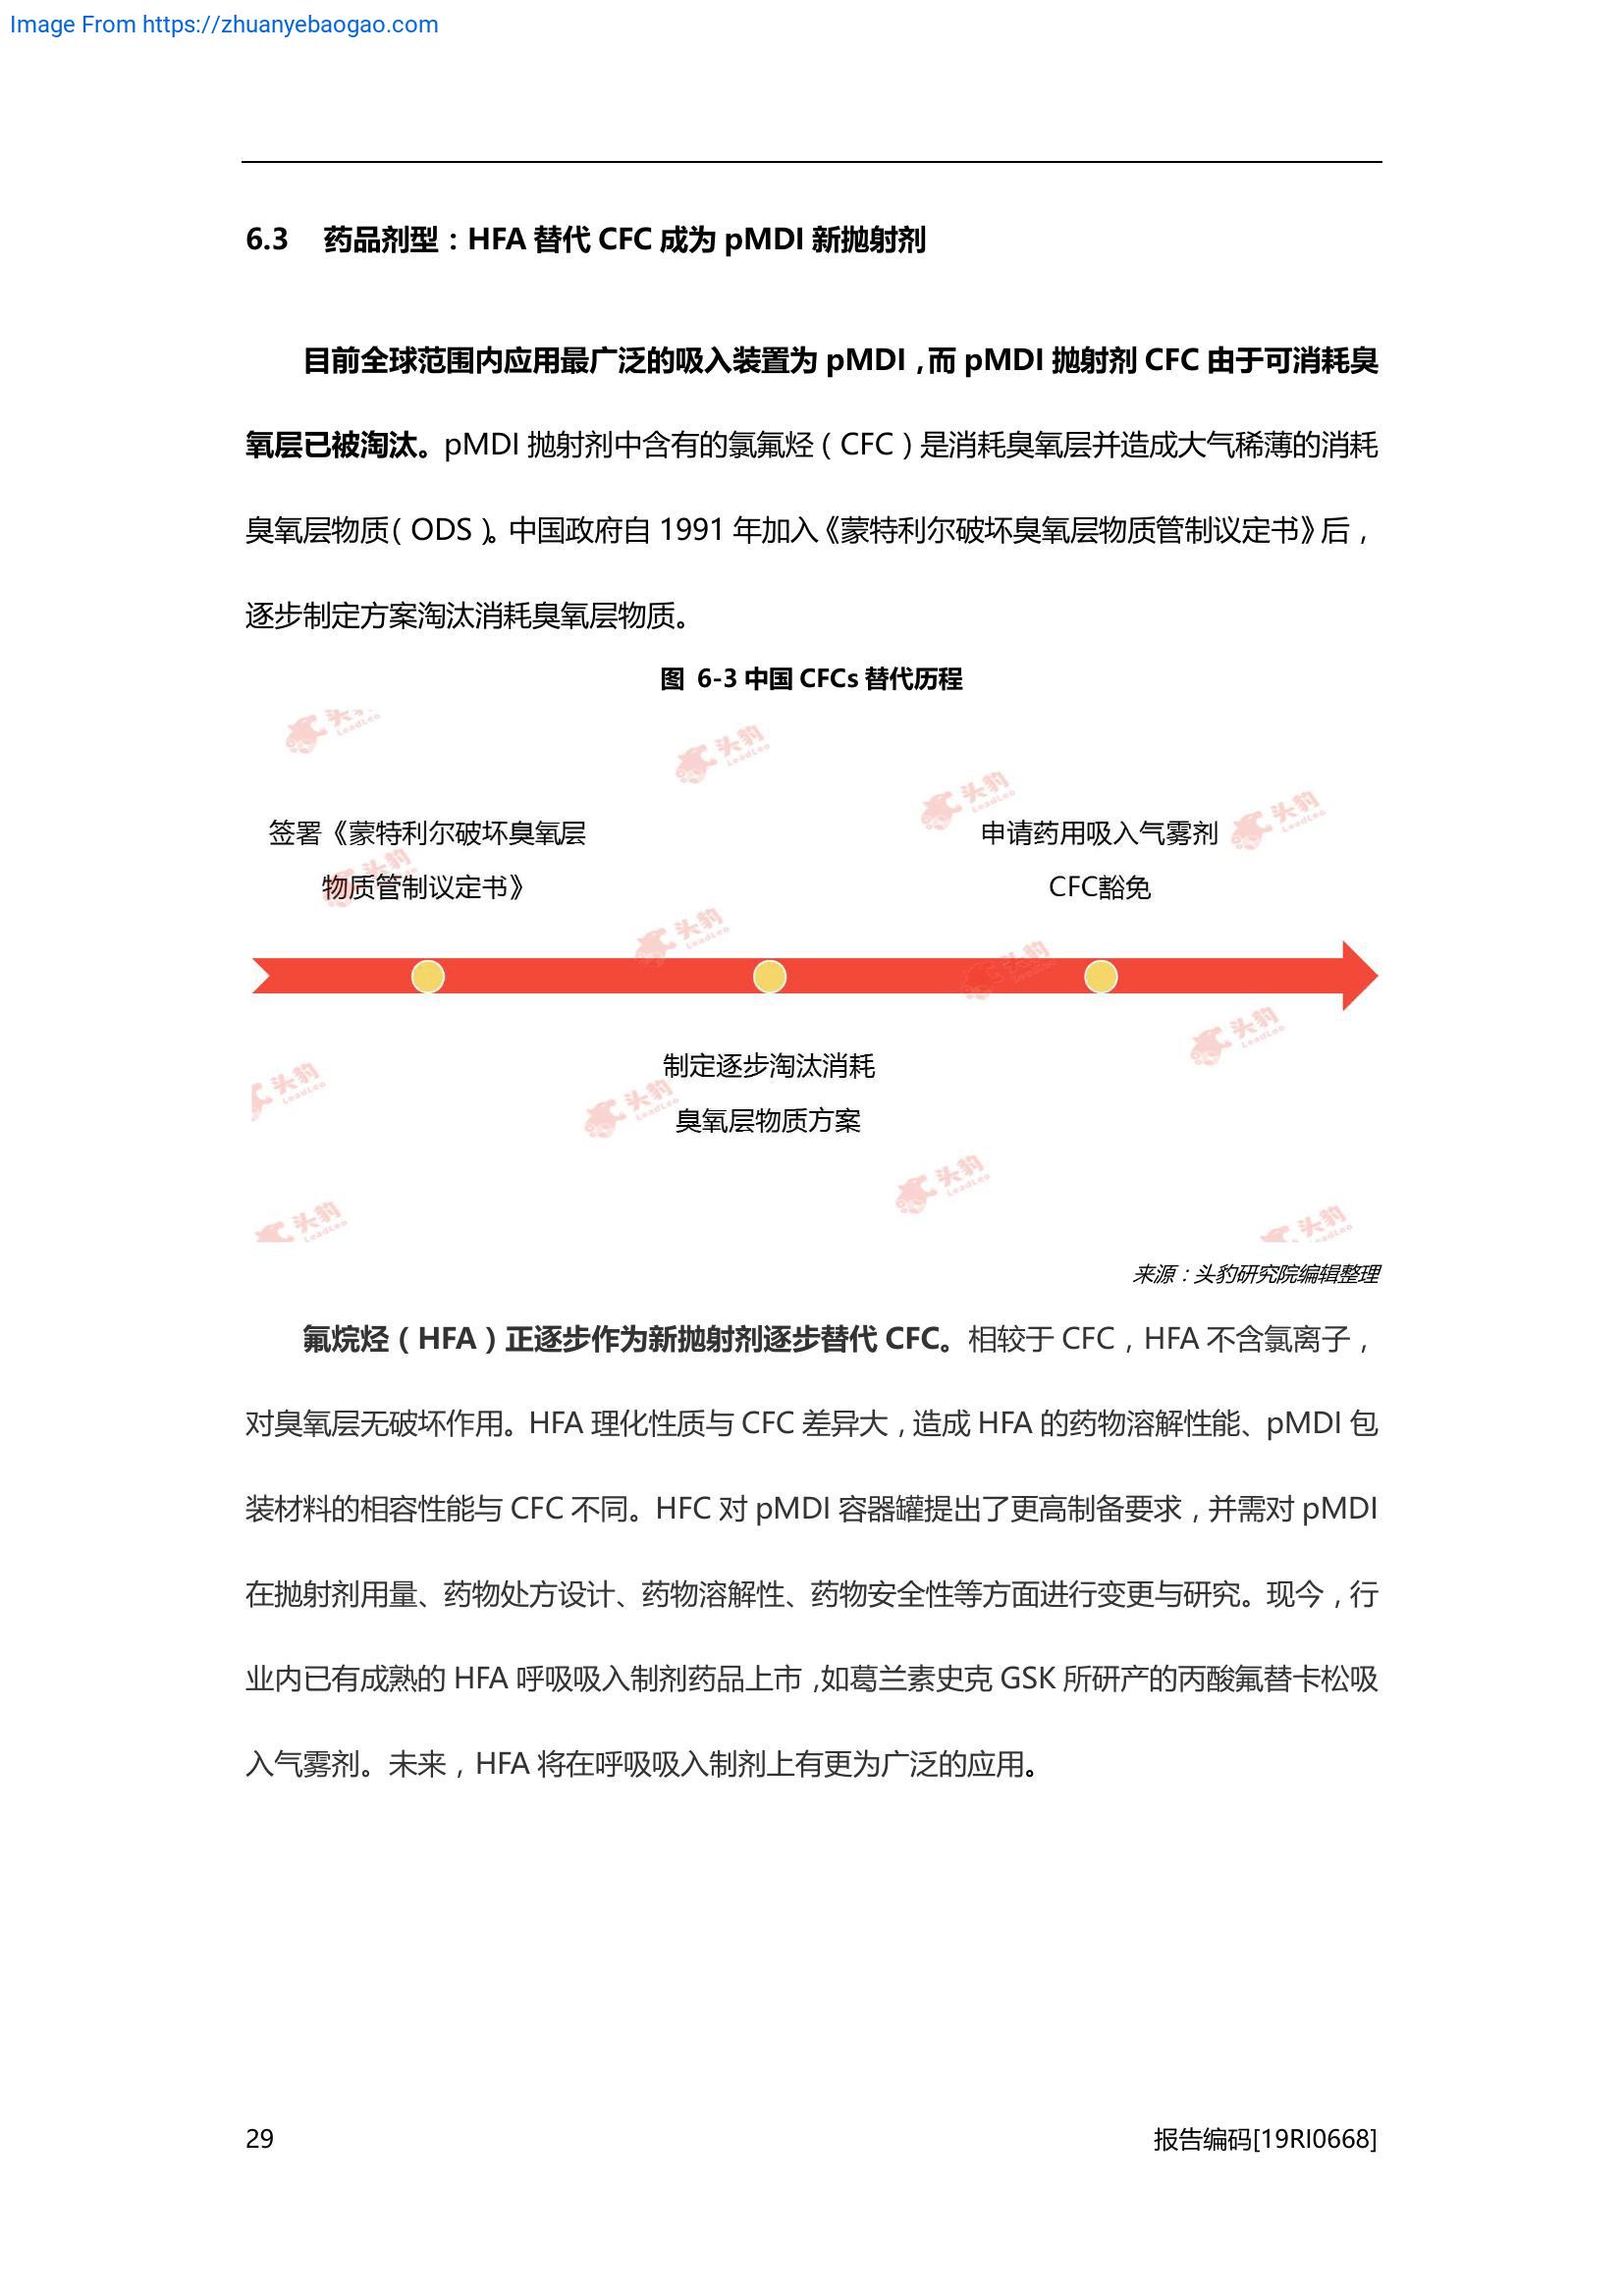 Image From https://zhuanyebaogao.com
6.3 药品剂型：HFA 替代 CFC 成为 pMDI 新抛射剂
目前全球范围内应用最广泛的吸入装置为 pMDI，而 pMDI 抛射剂 CFC 由于可消耗臭
氧层已被淘汰。pMDI 抛射剂中含有的氯氟烃（CFC）是消耗臭氧层并造成大气稀薄的消耗
臭氧层物质（ODS）。中国政府自 1991 年加入《蒙特利尔破坏臭氧层物质管制议定书》后，
逐步制定方案淘汰消耗臭氧层物质。
图 6-3 中国 CFCs 替代历程
签署《蒙特利尔破坏臭氧层
物质管制议定书》
申请药用吸入气雾剂
CFC豁免
制定逐步淘汰消耗
臭氧层物质方案
头豹
LeadLeo
来源：头豹研究院编辑整理
氟烷烃（HFA）正逐步作为新抛射剂逐步替代 CFC。相较于 CFC，HFA 不含氯离子，
对臭氧层无破坏作用。HFA 理化性质与 CFC 差异大，造成 HFA 的药物溶解性能、pMDI 包
装材料的相容性能与 CFC 不同。HFC 对 pMDI 容器罐提出了更高制备要求，并需对 pMDI
在抛射剂用量、药物处方设计、药物溶解性、药物安全性等方面进行变更与研究。现今，行
业内已有成熟的 HFA 呼吸吸入制剂药品上市，如葛兰素史克 GSK 所研产的丙酸氟替卡松吸
入气雾剂。未来，HFA 将在呼吸吸入制剂上有更为广泛的应用。
29
报告编码[19RI0668]